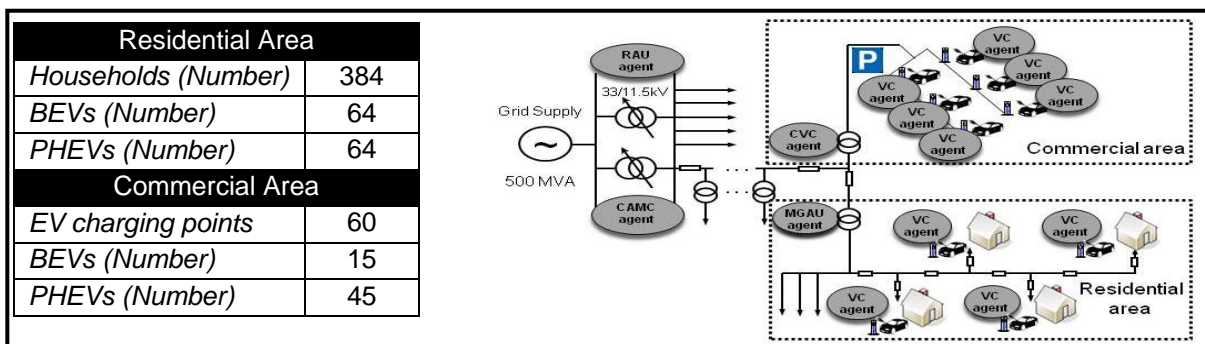 Residential Area
Households (Number) 384
BEVs (Number) 64
PHEVs (Number) 64
Commercial Area
EV charging points 60
BEVs (Number) 15
PHEVs (Number) 45
RAU
agent
33/11.5kV
Grid Supply
~
500 MVA
CAMC
agent
P
VC
agent
VC
agent
VC
agent
VC
agent
VC
agent
VC
agent
CVC
agent
Commercial area
MGAU
agent
VC
agent
VC
agent
VC
agent
VC
agent
Residential
area